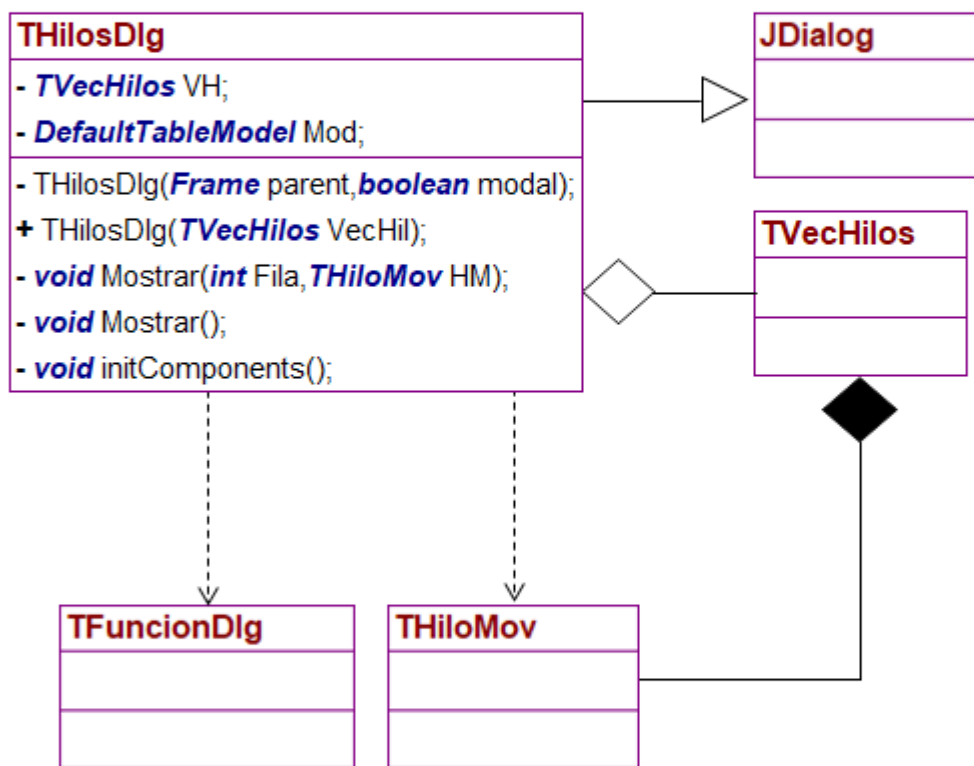 THilosDlg
- TVecHilos VH;
- DefaultTableModel Mod;
- THilosDlg(Frame parent,boolean modal);
+ THilosDlg(TVecHilos VecHil);
- void Mostrar(int Fila,THiloMov HM);
- void Mostrar();
- void initComponents();
JDialog
TVecHilos
TFuncionDlg
THiloMov